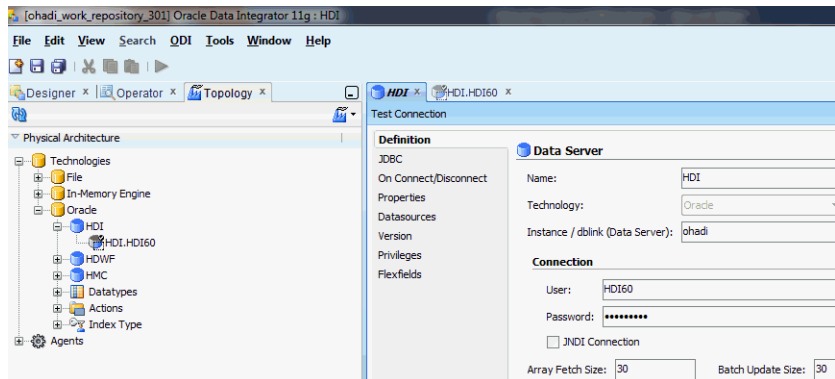 [ohadi_work_repository_301] Oracle Data Integrator 11g : HDI
File Edit View Search ODI Tools Window Help
Designer Operator Topology
Physical Architecture
Technologies
File
In-Memory Engine
Oracle
HDI
HDI.HDI60
HDWF
HMC
Datatypes
Actions
Index Type
Agents
HDI HDI.HDI60
Test Connection
Definition
JDBC
On Connect/Disconnect
Properties
Datasources
Version
Privileges
Flexfields
Data Server
Name: HDI
Technology: Oracle
Instance / dblink (Data Server): ohadi
Connection
User: HDI60
Password: •••••••••
JNDI Connection
Array Fetch Size: 30 Batch Update Size: 30